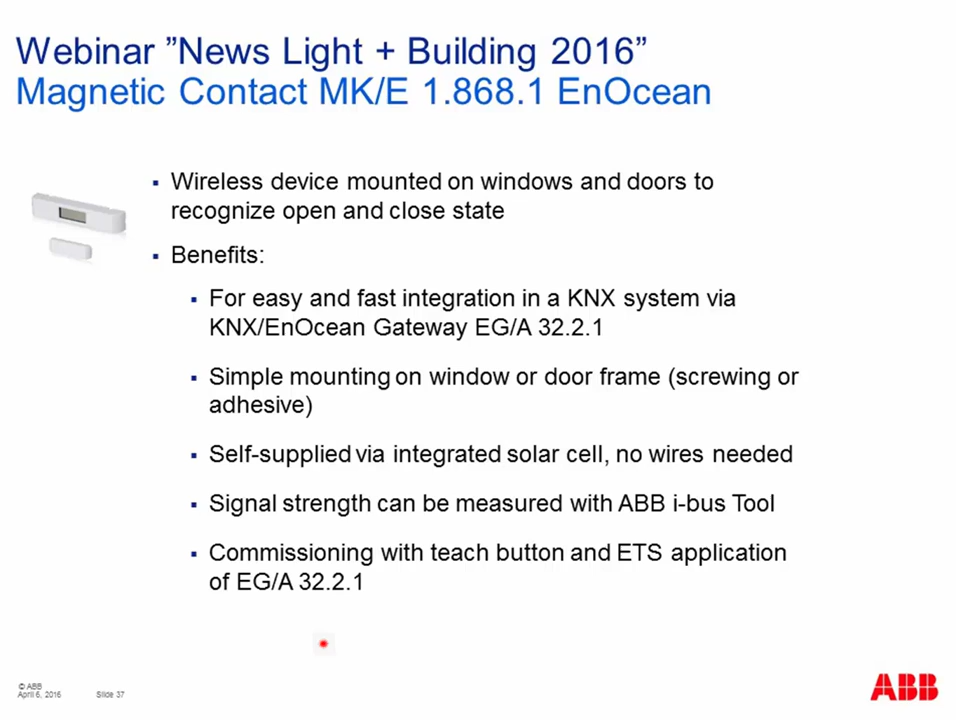 Webinar ”News Light + Building 2016”
Magnetic Contact MK/E 1.868.1 EnOcean
▪ Wireless device mounted on windows and doors to
recognize open and close state
▪ Benefits:
▪ For easy and fast integration in a KNX system via
KNX/EnOcean Gateway EG/A 32.2.1
▪ Simple mounting on window or door frame (screwing or
adhesive)
▪ Self-supplied via integrated solar cell, no wires needed
▪ Signal strength can be measured with ABB i-bus Tool
▪ Commissioning with teach button and ETS application
of EG/A 32.2.1
© ABB
April 6, 2016 Slide 37
ABB